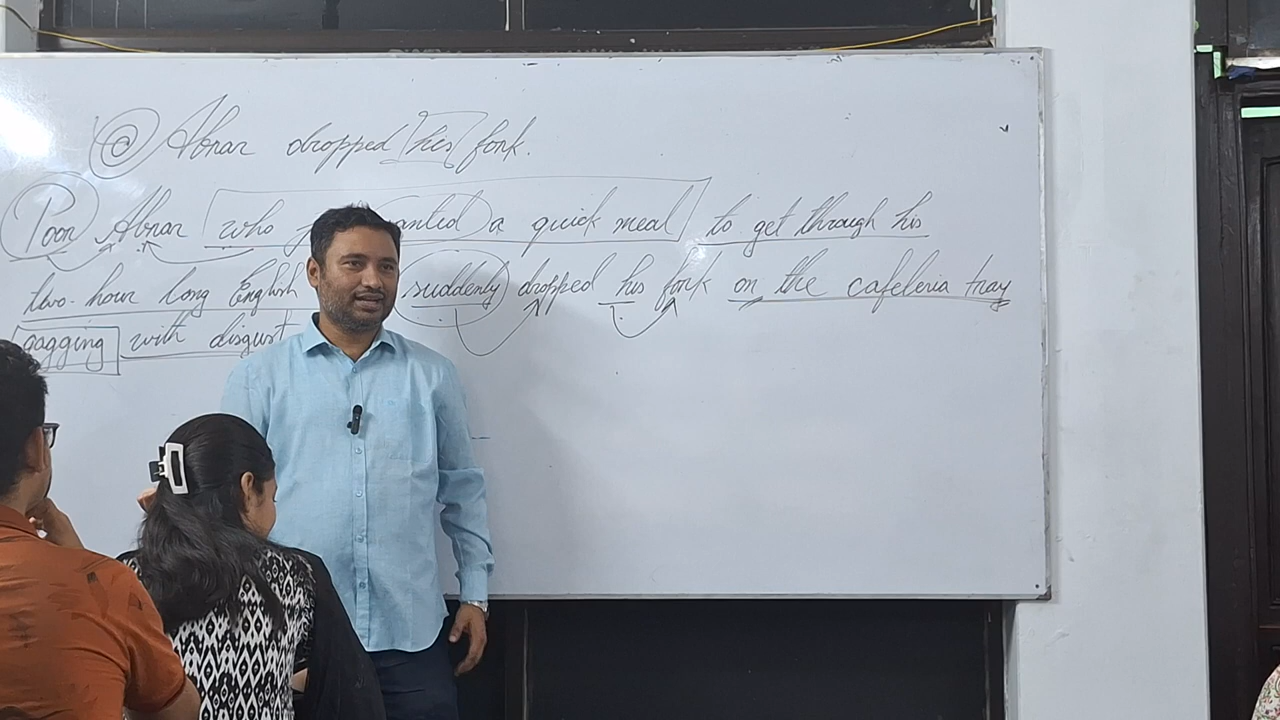 @ Abrar dropped his fork.
Poor Abrar who wanted a quick meal to get through his
two-hour long English suddenly dropped his fork on the cafeteria tray
gagging with disgust